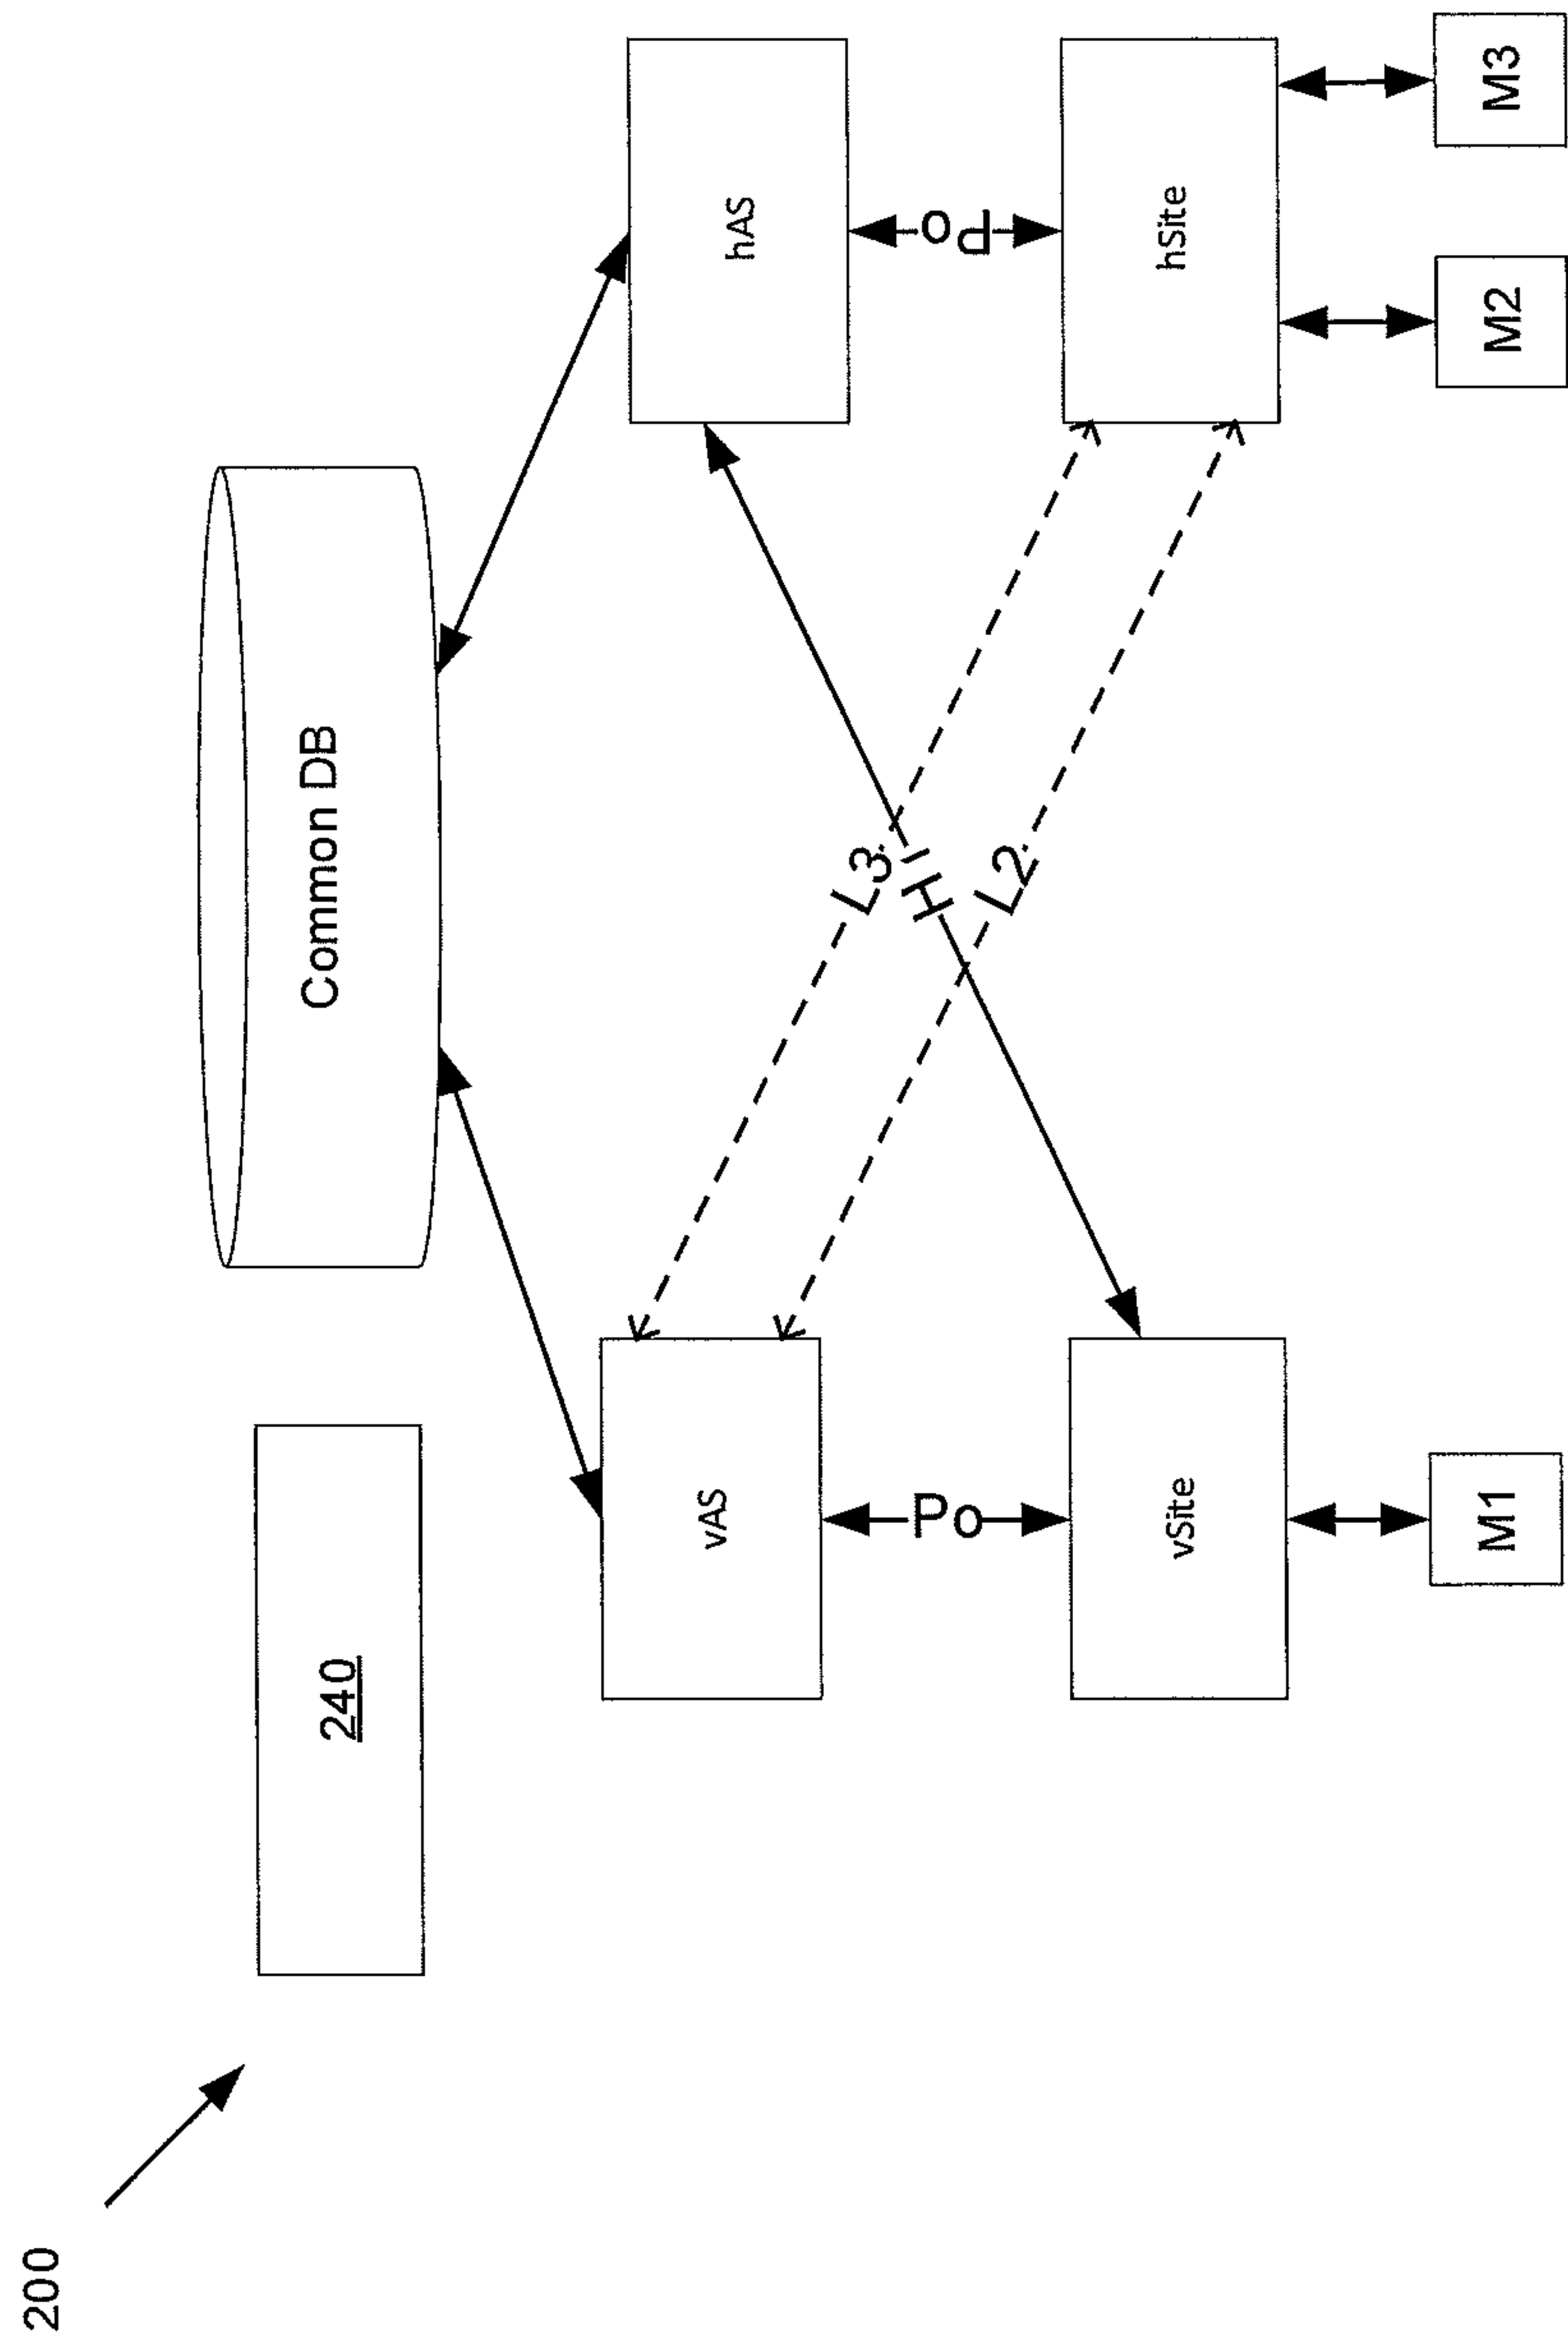 200
240
Common DB
vAS
hAS
L3
Po
L2
Po
vSite
hSite
M1
M2
M3